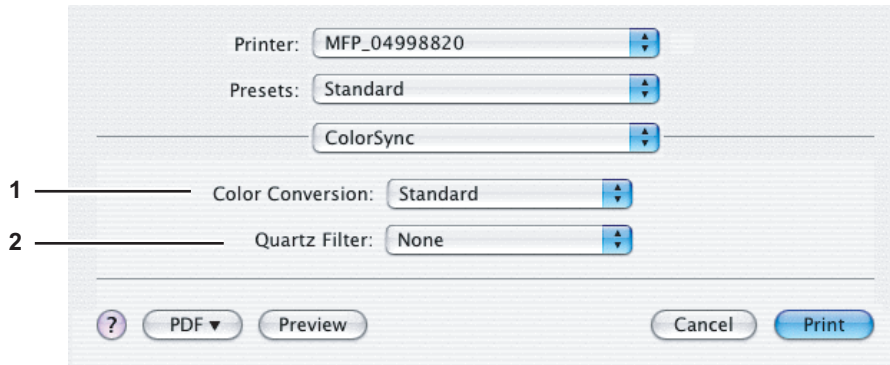 Printer: MFP_04998820
Presets: Standard
ColorSync
1 Color Conversion: Standard
2 Quartz Filter: None
? PDF ▼ Preview Cancel Print